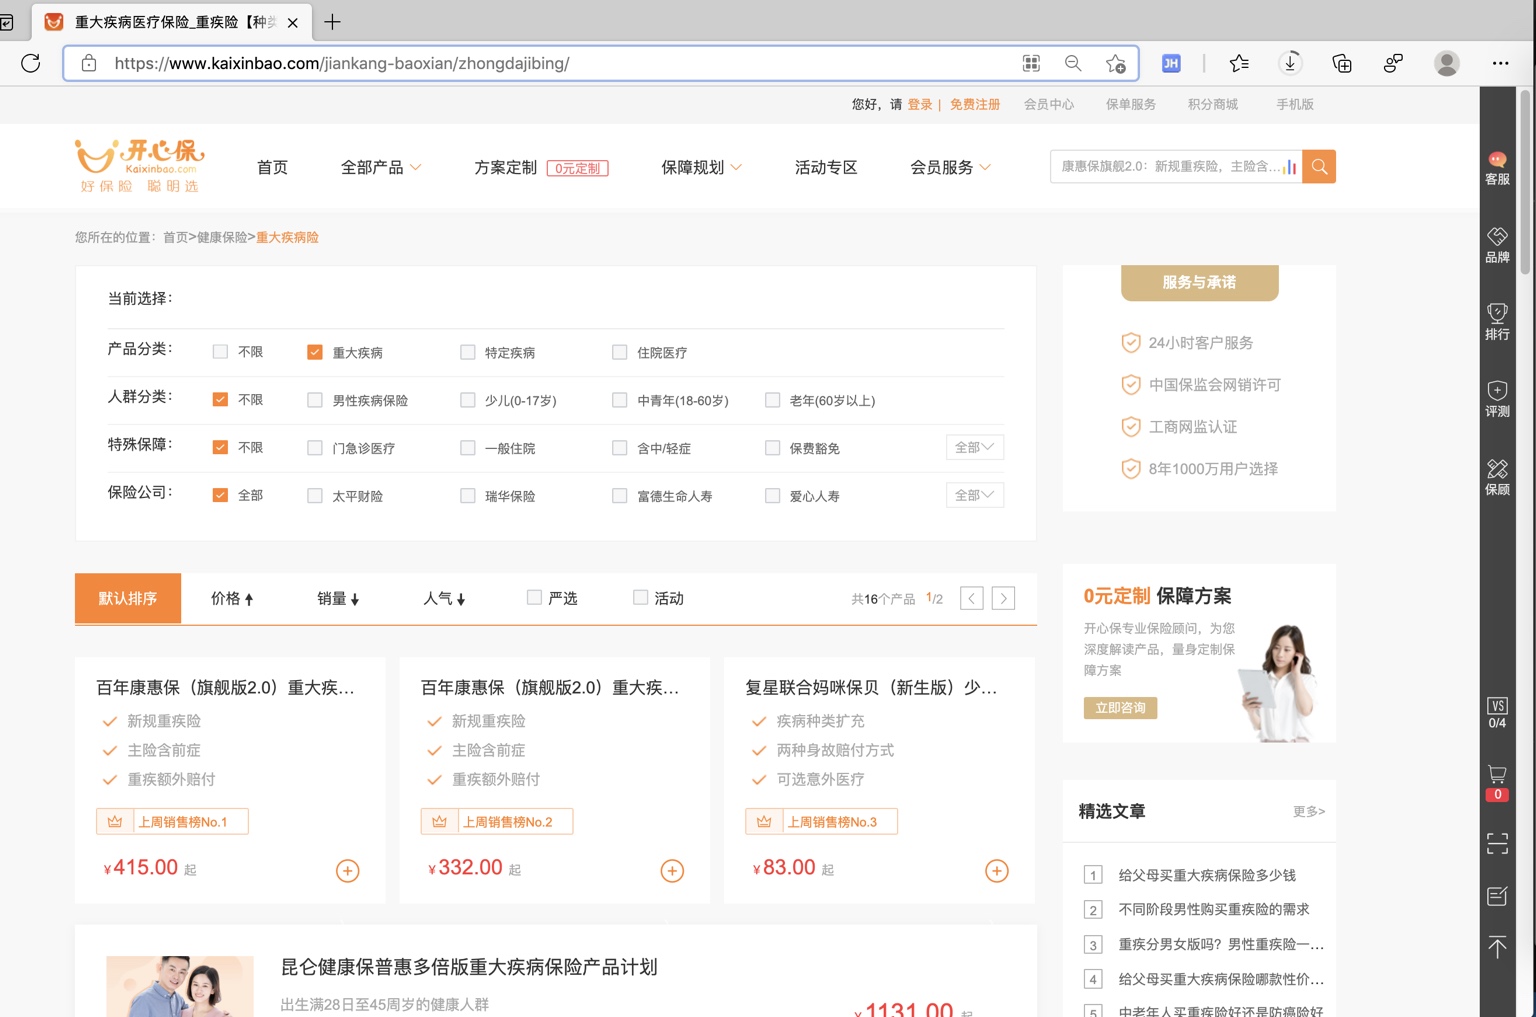 重大疾病医疗保险_重疾险【种类
https://www.kaixinbao.com/jiankang-baoxian/zhongdajibing/
JH
您好，请 登录 | 免费注册 会员中心 保单服务 积分商城 手机版
开心保
Kaixinbao.com
好保险 聪明选
首页 全部产品 方案定制 0元定制 保障规划 活动专区 会员服务
康惠保旗舰2.0：新规重疾险，主险含...
您所在的位置：首页>健康保险>重大疾病险
当前选择：
产品分类： 不限 重大疾病 特定疾病 住院医疗
人群分类： 不限 男性疾病保险 少儿(0-17岁) 中青年(18-60岁) 老年(60岁以上)
特殊保障： 不限 门急诊医疗 一般住院 含中/轻症 保费豁免 全部
保险公司： 全部 太平财险 瑞华保险 富德生命人寿 爱心人寿 全部
服务与承诺
24小时客户服务
中国保监会网销许可
工商网监认证
8年1000万用户选择
默认排序 价格 销量 人气 严选 活动 共16个产品 1/2
百年康惠保（旗舰版2.0）重大疾...
新规重疾险
主险含前症
重疾额外赔付
上周销售榜No.1
¥415.00 起
百年康惠保（旗舰版2.0）重大疾...
新规重疾险
主险含前症
重疾额外赔付
上周销售榜No.2
¥332.00 起
复星联合妈咪保贝（新生版）少...
疾病种类扩充
两种身故赔付方式
可选意外医疗
上周销售榜No.3
¥83.00 起
昆仑健康保普惠多倍版重大疾病保险产品计划
出生满28日至45周岁的健康人群
¥1131.00 起
0元定制 保障方案
开心保专业保险顾问，为您
深度解读产品，量身定制保
障方案
立即咨询
精选文章 更多>
1 给父母买重大疾病保险多少钱
2 不同阶段男性购买重疾险的需求
3 重疾分男女版吗？男性重疾险一...
4 给父母买重大疾病保险哪款性价...
5 中老年人买重疾险好还是防癌险好
客服
品牌
排行
评测
保顾
VS
0/4
0